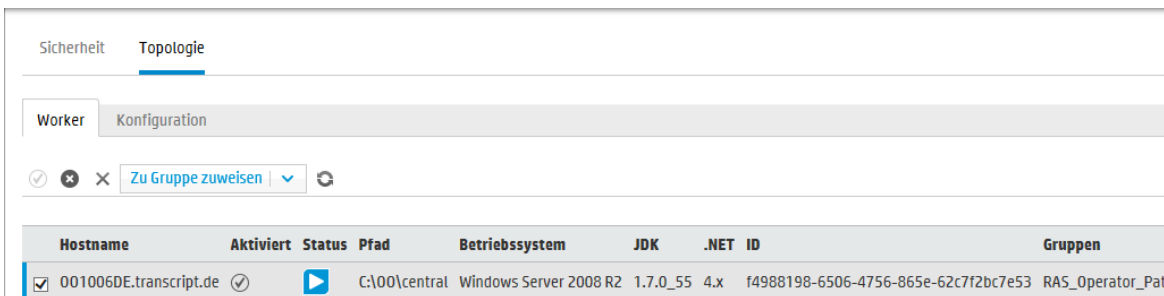 Sicherheit Topologie
Worker Konfiguration
Zu Gruppe zuweisen
Hostname Aktiviert Status Pfad Betriebssystem JDK .NET ID Gruppen
001006DE.transcript.de C:\OO\central Windows Server 2008 R2 1.7.0_55 4.x f4988198-6506-4756-865e-62c7f2bc7e53 RAS_Operator_Pat